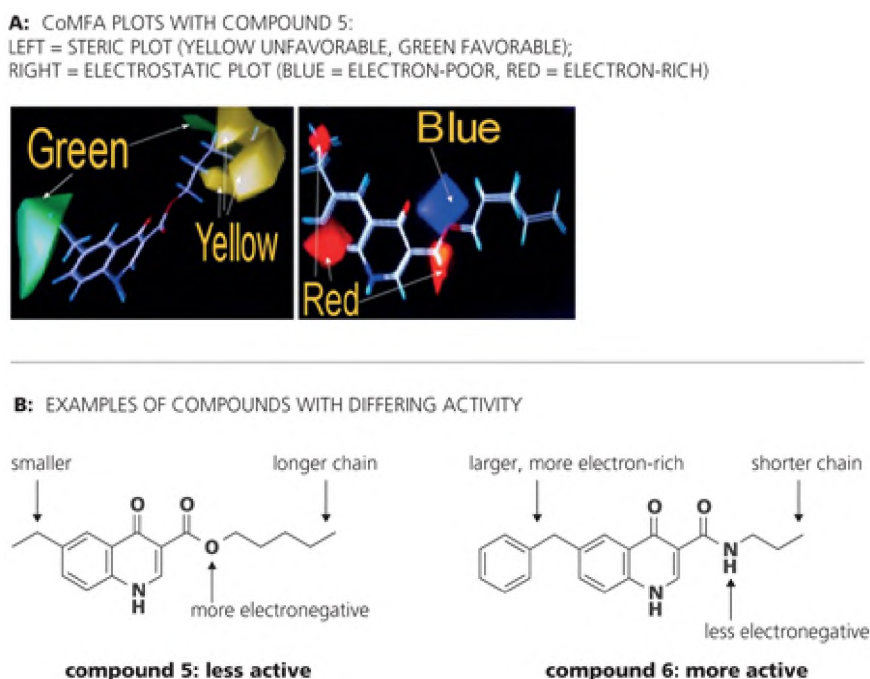 A: CoMFA PLOTS WITH COMPOUND 5:
LEFT = STERIC PLOT (YELLOW UNFAVORABLE, GREEN FAVORABLE);
RIGHT = ELECTROSTATIC PLOT (BLUE = ELECTRON-POOR, RED = ELECTRON-RICH)
Green
Yellow
Blue
Red
B: EXAMPLES OF COMPOUNDS WITH DIFFERING ACTIVITY
smaller
longer chain
O
O
O
N
H
more electronegative
compound 5: less active
larger, more electron-rich
shorter chain
O
O
N
H
N
H
less electronegative
compound 6: more active